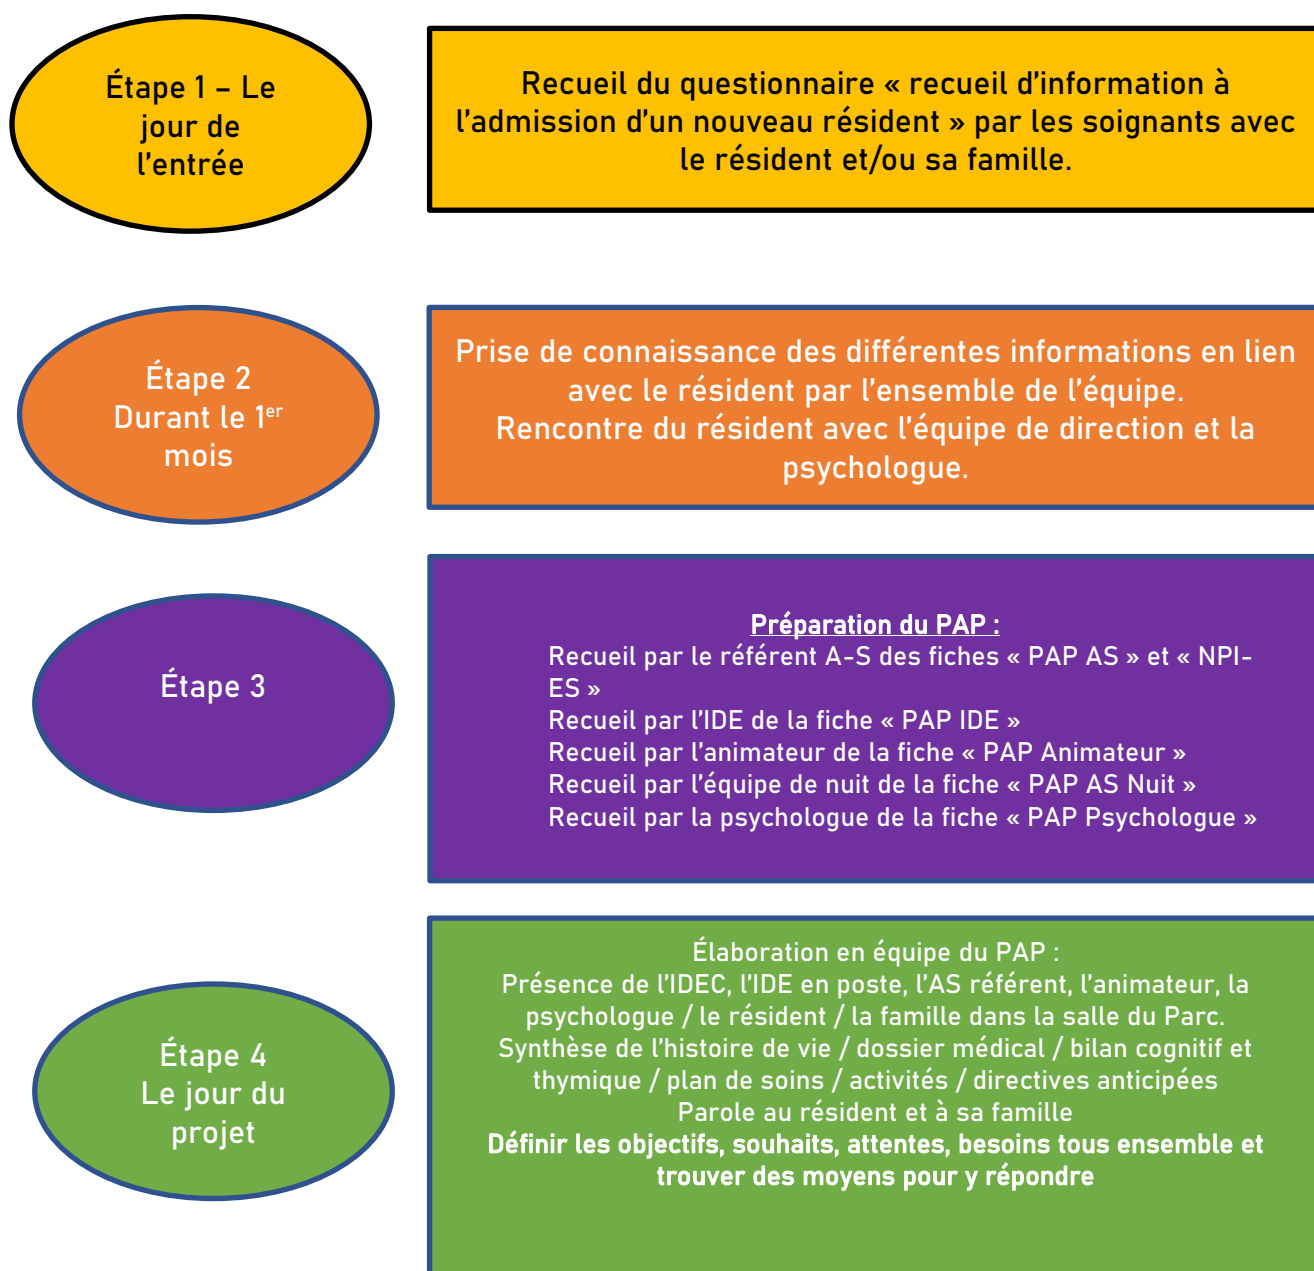 Étape 1 – Le
jour de
l'entrée
Recueil du questionnaire « recueil d'information à
l'admission d'un nouveau résident » par les soignants avec
le résident et/ou sa famille.
Étape 2
Durant le 1er
mois
Prise de connaissance des différentes informations en lien
avec le résident par l'ensemble de l'équipe.
Rencontre du résident avec l'équipe de direction et la
psychologue.
Étape 3
Préparation du PAP :
Recueil par le référent A-S des fiches « PAP AS » et « NPI-
ES »
Recueil par l'IDE de la fiche « PAP IDE »
Recueil par l'animateur de la fiche « PAP Animateur »
Recueil par l'équipe de nuit de la fiche « PAP AS Nuit »
Recueil par la psychologue de la fiche « PAP Psychologue »
Étape 4
Le jour du
projet
Élaboration en équipe du PAP :
Présence de l'IDEC, l'IDE en poste, l'AS référent, l'animateur, la
psychologue / le résident / la famille dans la salle du Parc.
Synthèse de l'histoire de vie / dossier médical / bilan cognitif et
thymique / plan de soins / activités / directives anticipées
Parole au résident et à sa famille
Définir les objectifs, souhaits, attentes, besoins tous ensemble et
trouver des moyens pour y répondre